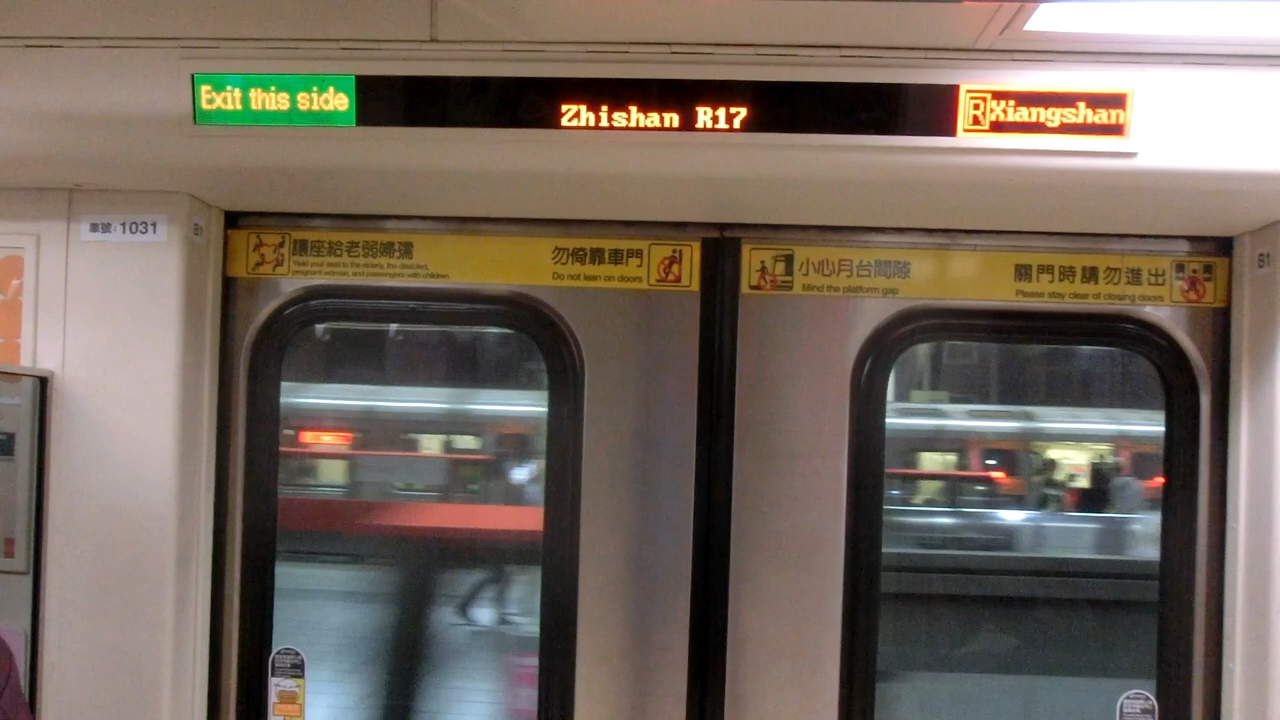 Exit this side
Zhishan R17
R Xiangshan
車號: 1031
B1
讓座給老弱婦孺
Yield your seat to the elderly, the disabled,
pregnant woman, and passengers with children
勿倚靠車門
Do not lean on doors
小心月台間隙
Mind the platform gap
關門時請勿進出
Please stay clear of closing doors
B1